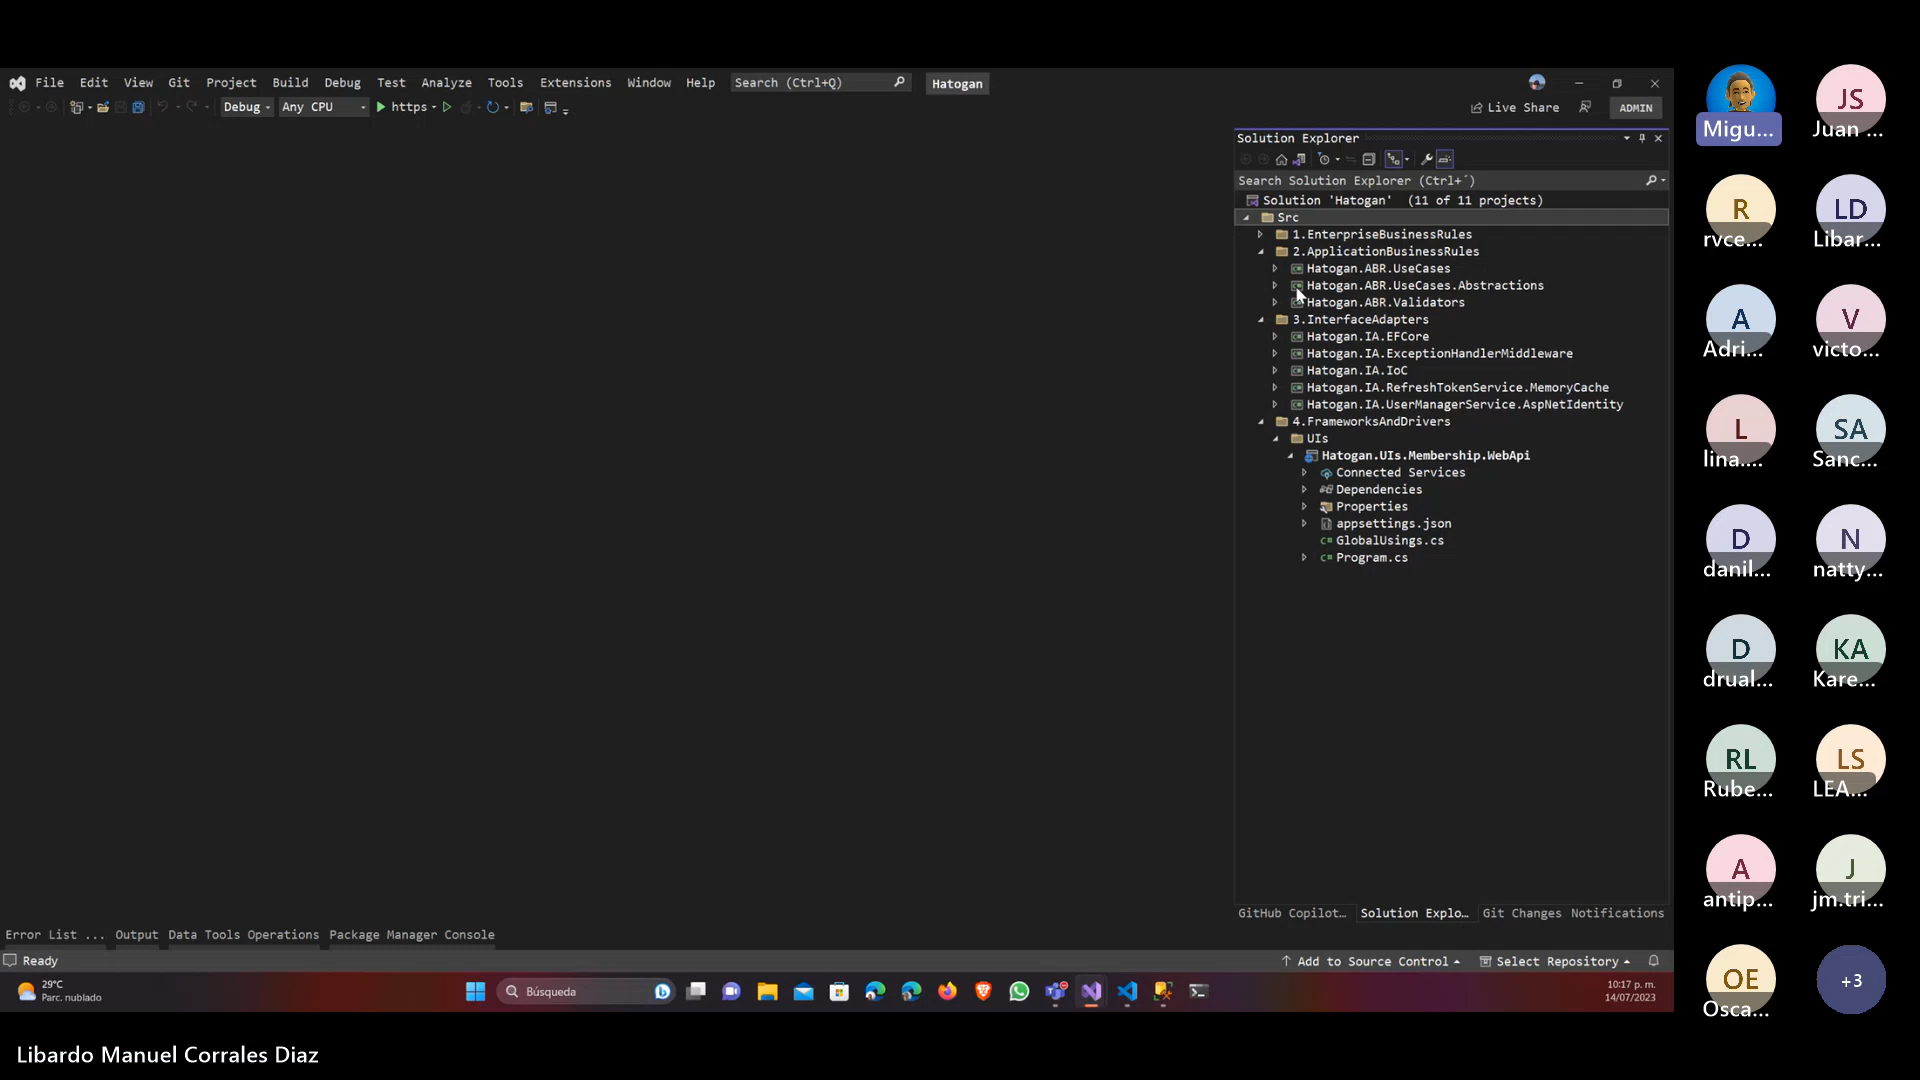 File Edit View Git Project Build Debug Test Analyze Tools Extensions Window Help Search (Ctrl+Q) Hatogan
Debug Any CPU https Live Share ADMIN
Solution Explorer
Search Solution Explorer (Ctrl+´)
Solution 'Hatogan' (11 of 11 projects)
Src
1.EnterpriseBusinessRules
2.ApplicationBusinessRules
Hatogan.ABR.UseCases
Hatogan.ABR.UseCases.Abstractions
Hatogan.ABR.Validators
3.InterfaceAdapters
Hatogan.IA.EFCore
Hatogan.IA.ExceptionHandlerMiddleware
Hatogan.IA.IoC
Hatogan.IA.RefreshTokenService.MemoryCache
Hatogan.IA.UserManagerService.AspNetIdentity
4.FrameworksAndDrivers
UIs
Hatogan.UIs.Membership.WebApi
Connected Services
Dependencies
Properties
appsettings.json
C# GlobalUsings.cs
C# Program.cs
GitHub Copilot... Solution Explo... Git Changes Notifications
Error List ... Output Data Tools Operations Package Manager Console
Ready Add to Source Control Select Repository
29°C
Parc. nublado
Búsqueda
10:17 p. m.
14/07/2023
Libardo Manuel Corrales Diaz
Migu...
JS
Juan ...
R
rvce...
LD
Libar...
A
Adri...
V
victo...
L
lina....
SA
Sanc...
D
danil...
N
natty...
D
drual...
KA
Kare...
RL
Rube...
LS
LEA...
A
antip...
J
jm.tri...
OE
Osca...
+3